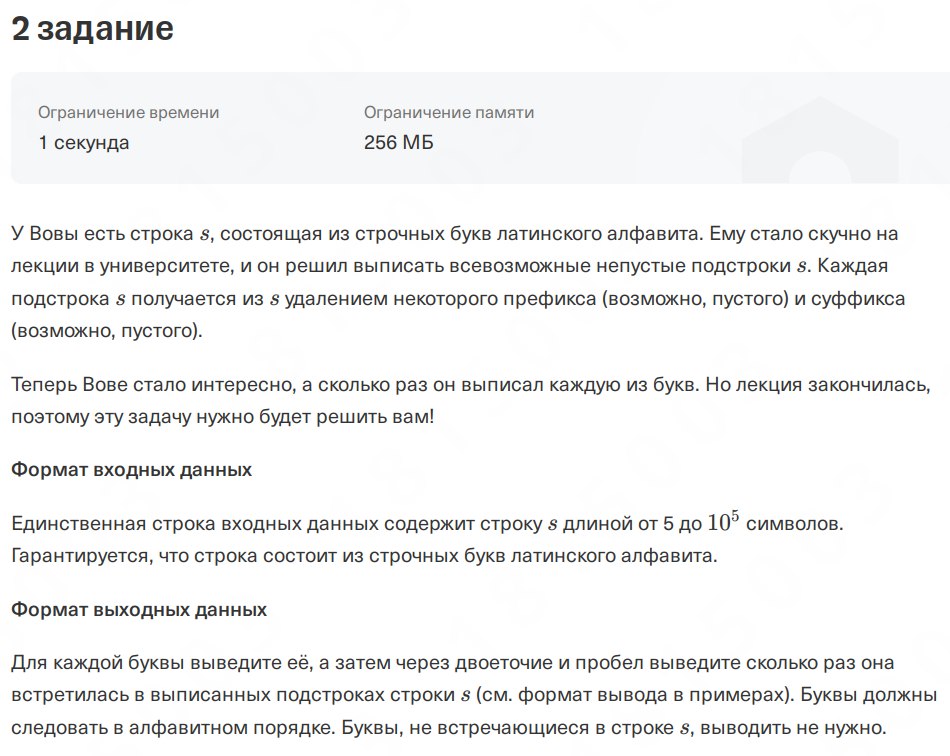 2 задание
Ограничение времени Ограничение памяти
1 секунда 256 МБ
У Вовы есть строка s, состоящая из строчных букв латинского алфавита. Ему стало скучно на
лекции в университете, и он решил выписать всевозможные непустые подстроки s. Каждая
подстрока s получается из s удалением некоторого префикса (возможно, пустого) и суффикса
(возможно, пустого).
Теперь Вове стало интересно, а сколько раз он выписал каждую из букв. Но лекция закончилась,
поэтому эту задачу нужно будет решить вам!
Формат входных данных
Единственная строка входных данных содержит строку s длиной от 5 до 10⁵ символов.
Гарантируется, что строка состоит из строчных букв латинского алфавита.
Формат выходных данных
Для каждой буквы выведите её, а затем через двоеточие и пробел выведите сколько раз она
встретилась в выписанных подстроках строки s (см. формат вывода в примерах). Буквы должны
следовать в алфавитном порядке. Буквы, не встречающиеся в строке s, выводить не нужно.